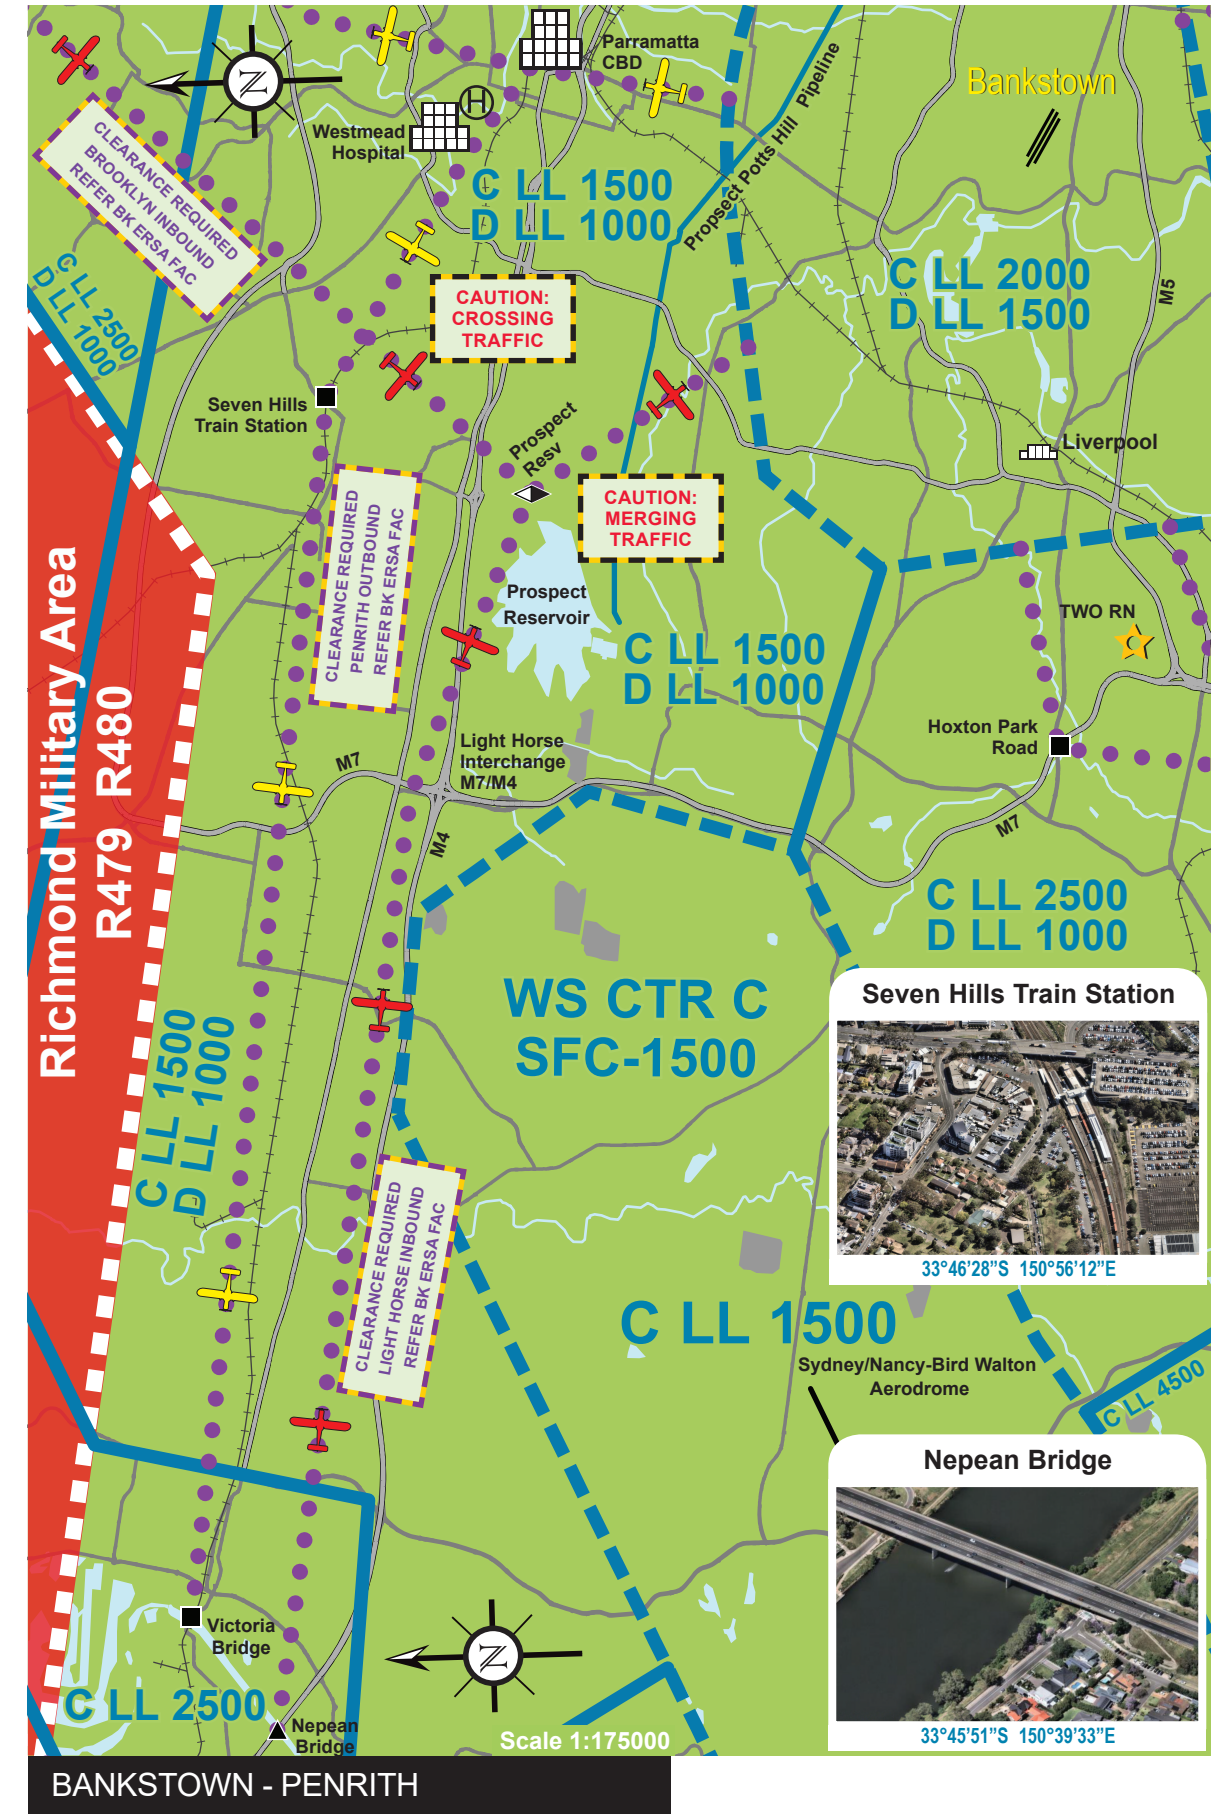 Parramatta
CBD
Westmead
Hospital
H
N
Prospect Potts Hill Pipeline
Bankstown
CLEARANCE REQUIRED
BROOKLYN INBOUND
REFER BK ERSA FAC
C LL 1500
D LL 1000
C LL 2500
D LL 1000
C LL 2000
D LL 1500
M5
CAUTION:
CROSSING
TRAFFIC
Seven Hills
Train Station
Prospect
Resv
Liverpool
CLEARANCE REQUIRED
PENRITH OUTBOUND
REFER BK ERSA FAC
CAUTION:
MERGING
TRAFFIC
Prospect
Reservoir
TWO RN
C LL 1500
D LL 1000
Richmond Military Area
R479 R480
Hoxton Park
Road
Light Horse
Interchange
M7/M4
M7
M4
M7
C LL 2500
D LL 1000
WS CTR C
SFC-1500
C LL 1500
D LL 1000
Seven Hills Train Station
33°46’28”S 150°56’12”E
CLEARANCE REQUIRED
LIGHT HORSE INBOUND
REFER BK ERSA FAC
C LL 1500
Sydney/Nancy-Bird Walton
Aerodrome
C LL 4500
Nepean Bridge
33°45’51”S 150°39’33”E
Victoria
Bridge
N
C LL 2500
Nepean
Bridge
Scale 1:175000
BANKSTOWN - PENRITH